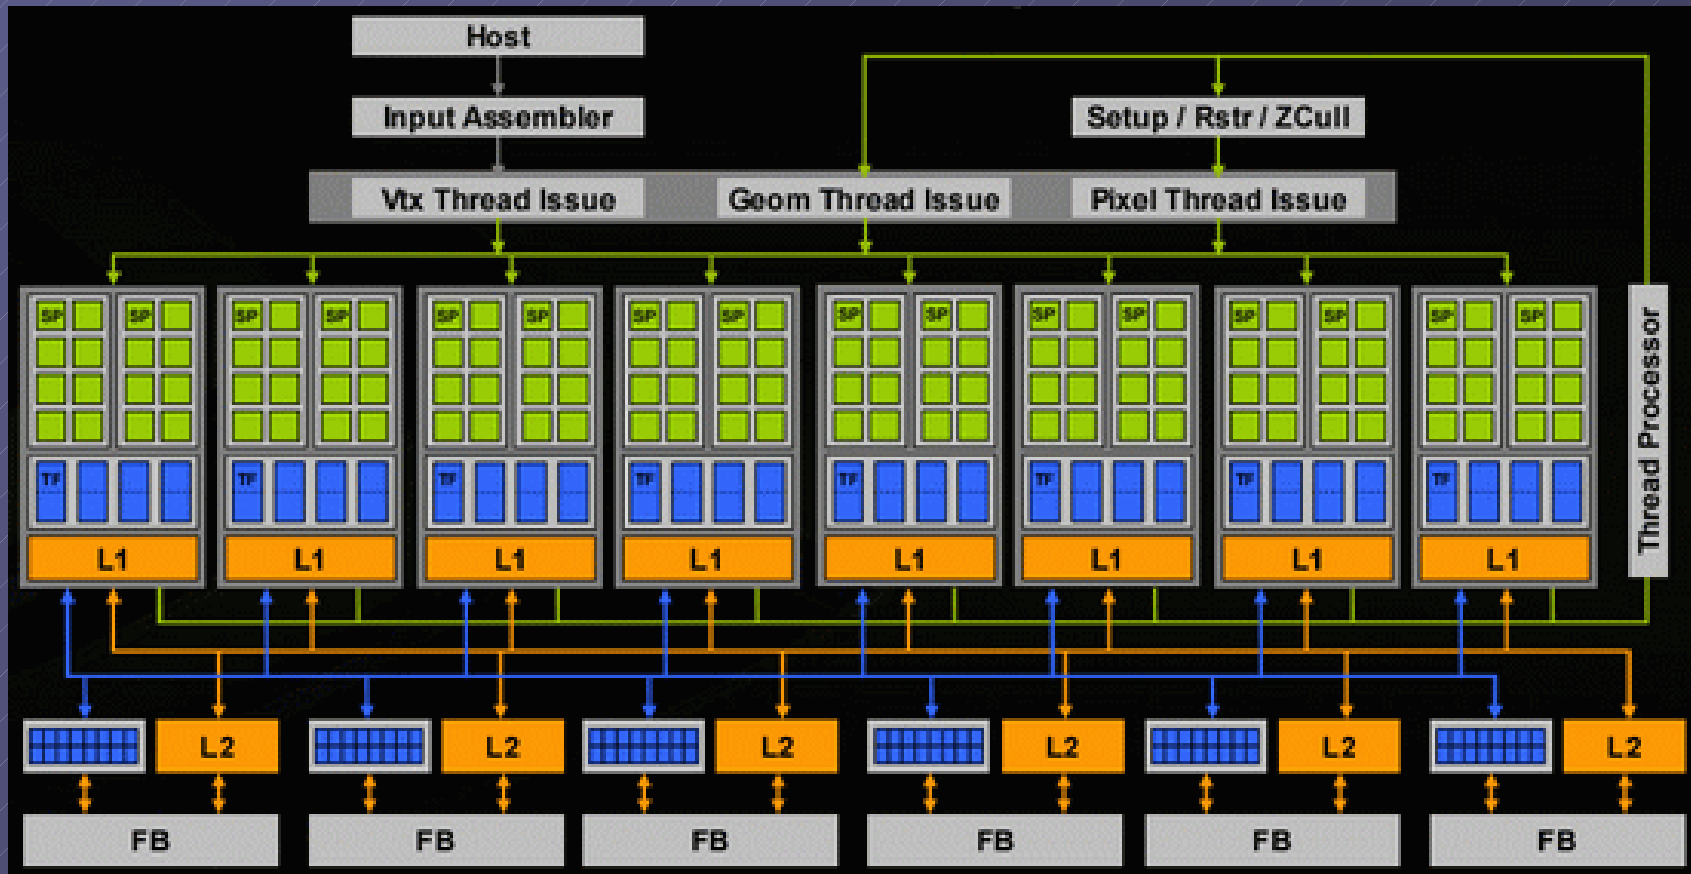 Host
Input Assembler
Setup / Rstr / ZCull
Vtx Thread Issue
Geom Thread Issue
Pixel Thread Issue
SP SP SP SP SP SP SP SP SP SP SP SP SP SP SP SP
Thread Processor
TF TF TF TF TF TF TF TF
L1 L1 L1 L1 L1 L1 L1 L1
L2 L2 L2 L2 L2 L2
FB FB FB FB FB FB